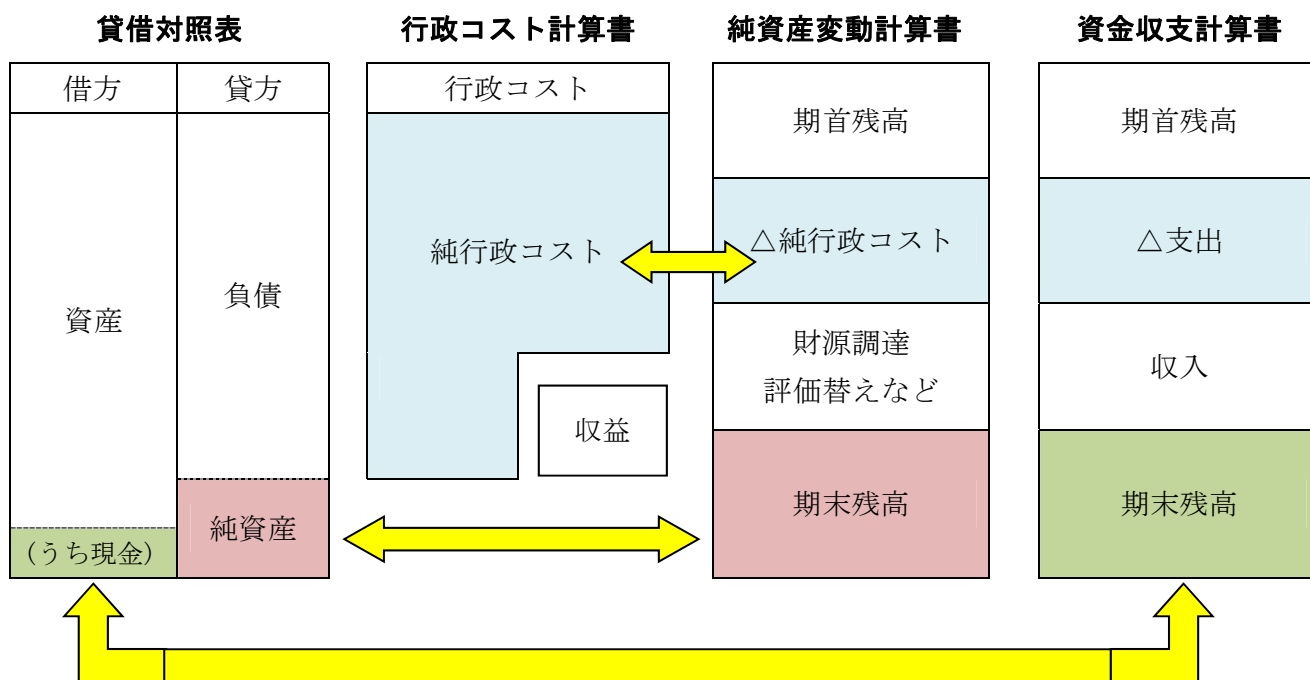 貸借対照表
行政コスト計算書
純資産変動計算書
資金収支計算書
借方
貸方
資産
(うち現金)
負債
純資産
行政コスト
純行政コスト
収益
期首残高
△純行政コスト
財源調達
評価替えなど
期末残高
期首残高
△支出
収入
期末残高